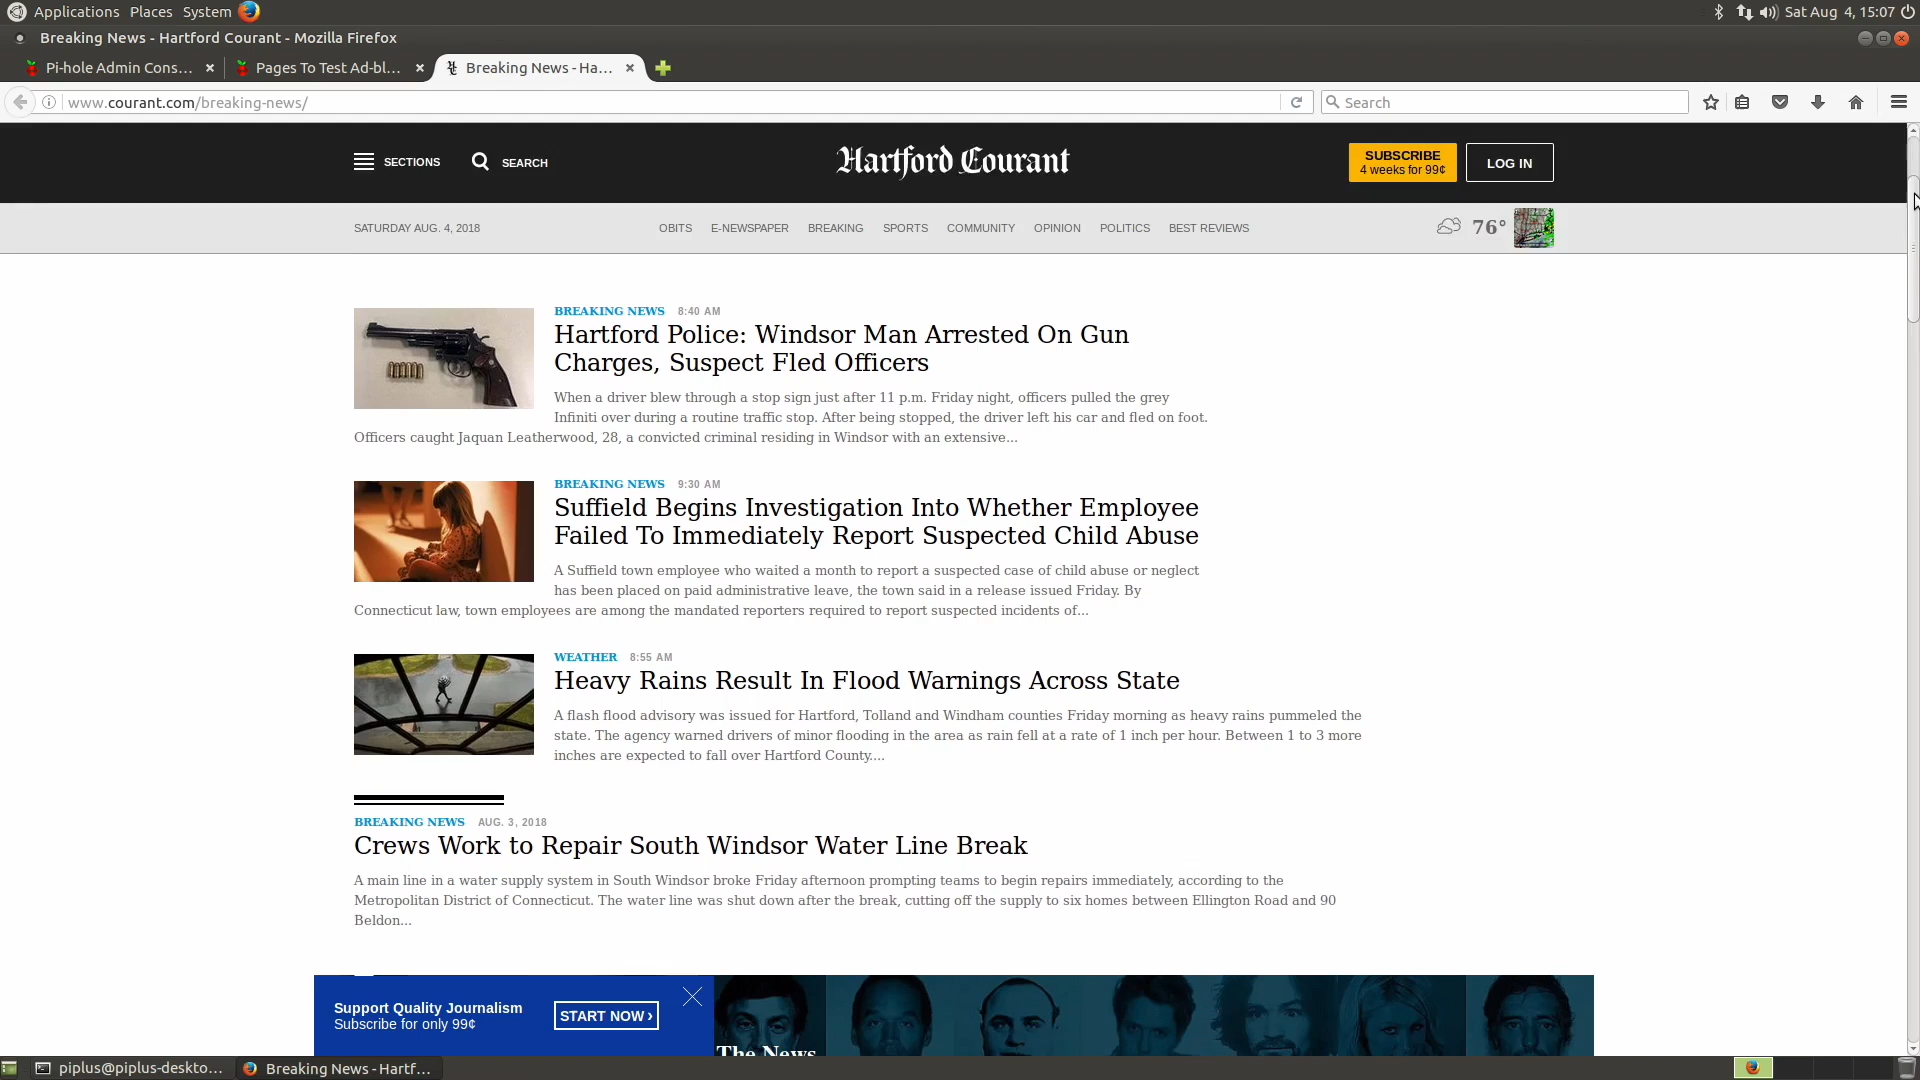 Applications Places System
Sat Aug 4, 15:07
Breaking News - Hartford Courant - Mozilla Firefox
Pi-hole Admin Cons...
Pages To Test Ad-bl...
Breaking News - Ha...
www.courant.com/breaking-news/
Search
SECTIONS
SEARCH
Hartford Courant
SUBSCRIBE
4 weeks for 99¢
LOG IN
SATURDAY AUG. 4, 2018
OBITS E-NEWSPAPER BREAKING SPORTS COMMUNITY OPINION POLITICS BEST REVIEWS
76°
BREAKING NEWS 8:40 AM
Hartford Police: Windsor Man Arrested On Gun
Charges, Suspect Fled Officers
When a driver blew through a stop sign just after 11 p.m. Friday night, officers pulled the grey
Infiniti over during a routine traffic stop. After being stopped, the driver left his car and fled on foot.
Officers caught Jaquan Leatherwood, 28, a convicted criminal residing in Windsor with an extensive...
BREAKING NEWS 9:30 AM
Suffield Begins Investigation Into Whether Employee
Failed To Immediately Report Suspected Child Abuse
A Suffield town employee who waited a month to report a suspected case of child abuse or neglect
has been placed on paid administrative leave, the town said in a release issued Friday. By
Connecticut law, town employees are among the mandated reporters required to report suspected incidents of...
WEATHER 8:55 AM
Heavy Rains Result In Flood Warnings Across State
A flash flood advisory was issued for Hartford, Tolland and Windham counties Friday morning as heavy rains pummeled the
state. The agency warned drivers of minor flooding in the area as rain fell at a rate of 1 inch per hour. Between 1 to 3 more
inches are expected to fall over Hartford County....
BREAKING NEWS AUG. 3, 2018
Crews Work to Repair South Windsor Water Line Break
A main line in a water supply system in South Windsor broke Friday afternoon prompting teams to begin repairs immediately, according to the
Metropolitan District of Connecticut. The water line was shut down after the break, cutting off the supply to six homes between Ellington Road and 90
Beldon...
Support Quality Journalism
Subscribe for only 99¢
START NOW ›
The News
piplus@piplus-deskto...
Breaking News - Hartf...